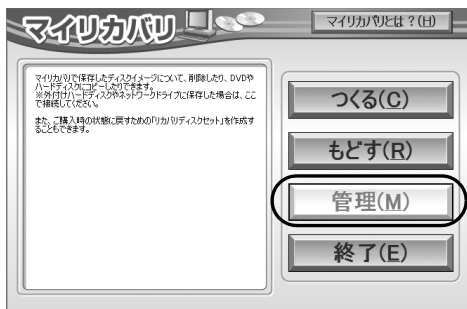 マイリカバリ
マイリカバリとは？(H)
マイリカバリで保存したディスクイメージについて、削除したり、DVDや
ハードディスクにコピーしたりできます。
※外付けハードディスクやネットワークドライブに保存した場合は、ここ
で接続してください。
また、ご購入時の状態に戻すための「リカバリディスクセット」を作成す
ることもできます。
つくる(C)
もどす(R)
管理(M)
終了(E)